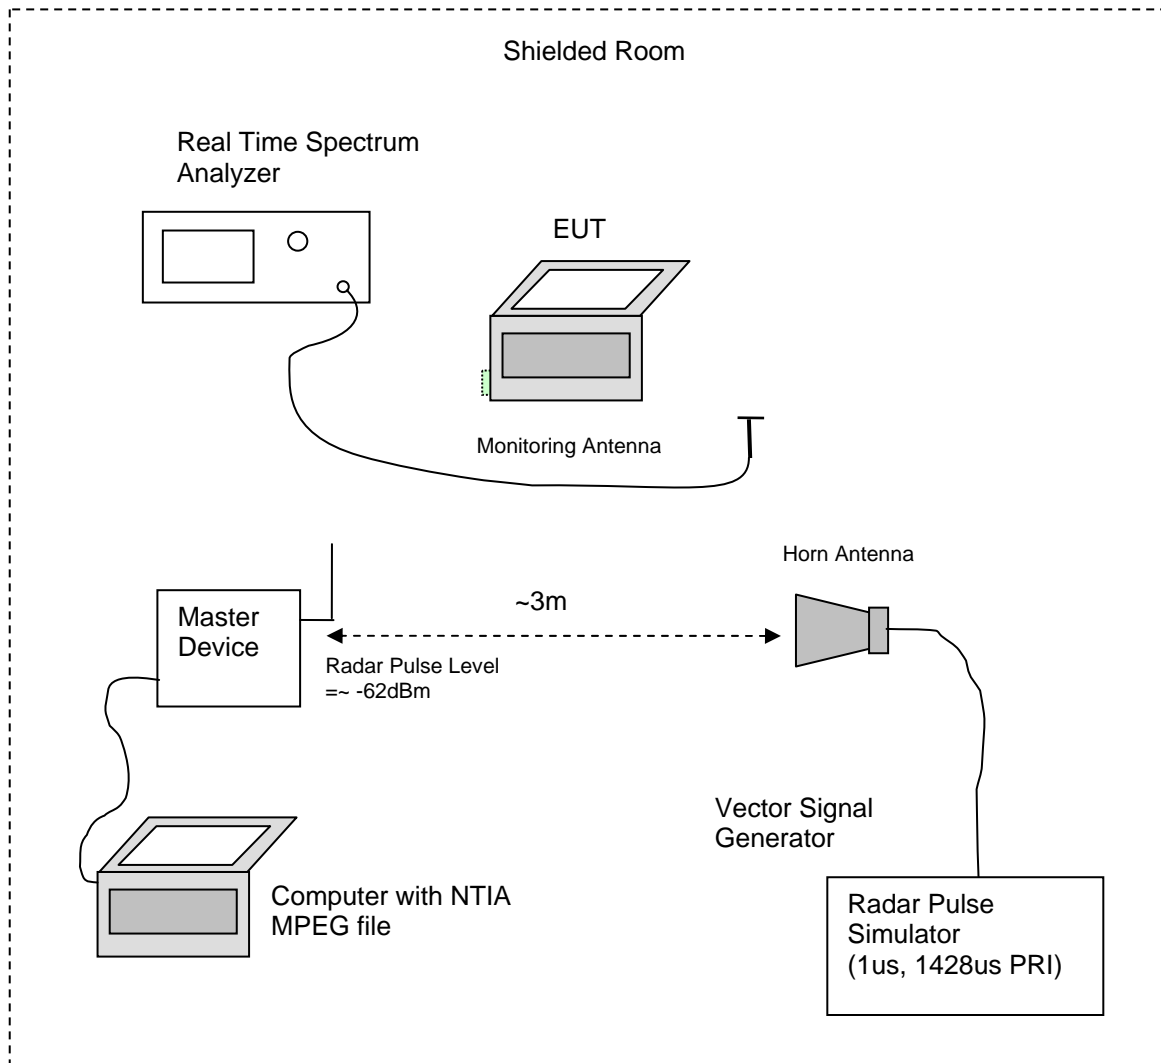 Shielded Room
Real Time Spectrum
Analyzer
EUT
Monitoring Antenna
Horn Antenna
~3m
Master
Device
Radar Pulse Level
=~ -62dBm
Vector Signal
Generator
Computer with NTIA
MPEG file
Radar Pulse
Simulator
(1us, 1428us PRI)